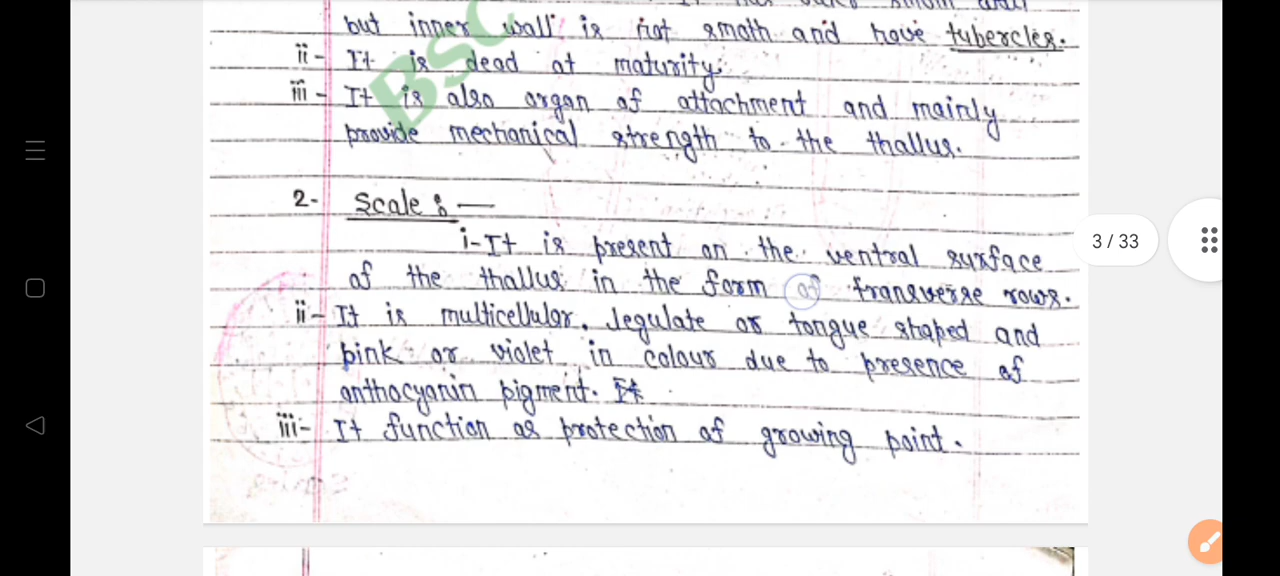 but inner wall is not smoth and have tubercles.
ii- It is dead at maturity.
iii- It is also organ of attachment and mainly
provide mechanical strength to the thallus.
2- Scale :-
i- It is present on the ventral surface
of the thallus in the form of transverse rows.
ii- It is multicellular, legulate or tongue shaped and
pink or violet in colour due to presence of
anthocyanin pigment.
iii- It function as protection of growing point.
BSC
3 / 33